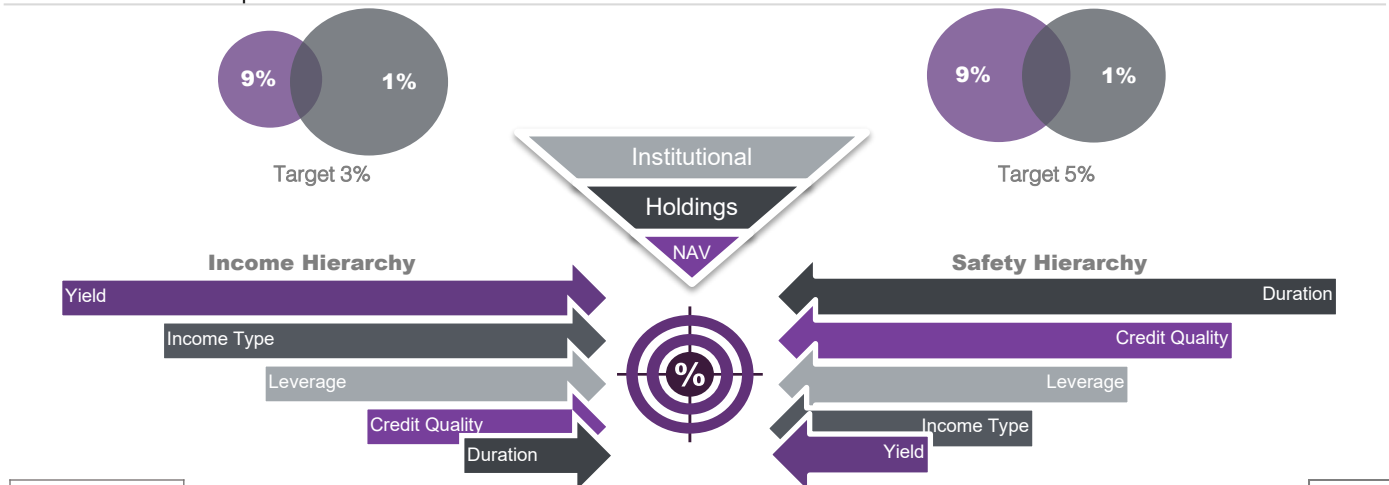 9%
1%
Target 3%
9%
1%
Target 5%
Institutional
Holdings
NAV
Income Hierarchy
Yield
Income Type
Leverage
Credit Quality
Duration
%
Safety Hierarchy
Duration
Credit Quality
Leverage
Income Type
Yield